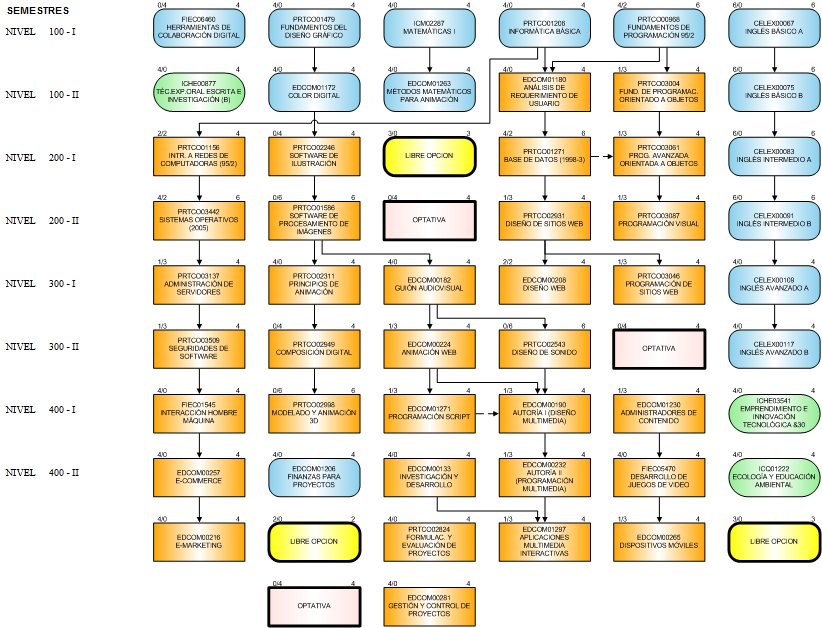 SEMESTRES
NIVEL 100 - I
0/4 4
FIEC06460
HERRAMIENTAS DE
COLABORACIÓN DIGITAL
4/0 4
PRTCO01479
FUNDAMENTOS DEL
DISEÑO GRÁFICO
4/0 4
ICM02287
MATEMÁTICAS I
4/0 4
PRTCO01206
INFORMÁTICA BÁSICA
4/2 6
PRTCO00968
FUNDAMENTOS DE
PROGRAMACIÓN 95/2
6/0 6
CELEX00067
INGLÉS BÁSICO A
NIVEL 100 - II
4/0 4
ICHE00877
TÉC.EXP.ORAL ESCRITA E
INVESTIGACIÓN (B)
4/0 4
EDCOM01172
COLOR DIGITAL
4/0 4
EDCOM01263
MÉTODOS MATEMÁTICOS
PARA ANIMACIÓN
4/0 4
EDCOM01180
ANÁLISIS DE
REQUERIMIENTO DE
USUARIO
1/3 4
PRTCO03004
FUND. DE PROGRAMAC.
ORIENTADO A OBJETOS
6/0 6
CELEX00075
INGLÉS BÁSICO B
NIVEL 200 - I
2/2 4
PRTCO01156
INTR. A REDES DE
COMPUTADORAS (95/2)
0/4 4
PRTCO02246
SOFTWARE DE
ILUSTRACIÓN
3/0 3
LIBRE OPCION
4/2 6
PRTCO01271
BASE DE DATOS (1998-3)
1/3 4
PRTCO03061
PROG. AVANZADA
ORIENTADA A OBJETOS
6/0 6
CELEX00083
INGLÉS INTERMEDIO A
NIVEL 200 - II
4/2 6
PRTCO03442
SISTEMAS OPERATIVOS
(2005)
0/6 6
PRTCO01586
SOFTWARE DE
PROCESAMIENTO DE
IMÁGENES
0/4 4
OPTATIVA
1/3 4
PRTCO02931
DISEÑO DE SITIOS WEB
1/3 4
PRTCO03087
PROGRAMACIÓN VISUAL
6/0 6
CELEX00091
INGLÉS INTERMEDIO B
NIVEL 300 - I
1/3 4
PRTCO03137
ADMINISTRACIÓN DE
SERVIDORES
4/0 4
PRTCO02311
PRINCIPIOS DE
ANIMACIÓN
4/0 4
EDCOM00182
GUIÓN AUDIOVISUAL
2/2 4
EDCOM00208
DISEÑO WEB
1/3 4
PRTCO03046
PROGRAMACIÓN DE
SITIOS WEB
4/0 4
CELEX00109
INGLÉS AVANZADO A
NIVEL 300 - II
1/3 4
PRTCO03509
SEGURIDADES DE
SOFTWARE
0/4 4
PRTCO02949
COMPOSICIÓN DIGITAL
1/3 4
EDCOM00224
ANIMACIÓN WEB
0/6 6
PRTCO02543
DISEÑO DE SONIDO
0/4 4
OPTATIVA
4/0 4
CELEX00117
INGLÉS AVANZADO B
NIVEL 400 - I
4/0 4
FIEC01545
INTERACCIÓN HOMBRE
MÁQUINA
0/6 6
PRTCO02998
MODELADO Y ANIMACIÓN
3D
1/3 4
EDCOM01271
PROGRAMACIÓN SCRIPT
1/3 4
EDCOM00190
AUTORÍA I (DISEÑO
MULTIMEDIA)
1/3 4
EDCOM01230
ADMINISTRADORES DE
CONTENIDO
4/0 4
ICHE03541
EMPRENDIMIENTO E
INNOVACIÓN
TECNOLÓGICA &30
NIVEL 400 - II
4/0 4
EDCOM00257
E-COMMERCE
4/0 4
EDCOM01206
FINANZAS PARA
PROYECTOS
4/0 4
EDCOM00133
INVESTIGACIÓN Y
DESARROLLO
1/3 4
EDCOM00232
AUTORÍA II
(PROGRAMACIÓN
MULTIMEDIA)
4/0 4
FIEC05470
DESARROLLO DE
JUEGOS DE VIDEO
4/0 4
ICQ01222
ECOLOGÍA Y EDUCACIÓN
AMBIENTAL
4/0 4
EDCOM00216
E-MARKETING
2/0 2
LIBRE OPCION
4/0 4
PRTCO02824
FORMULAC. Y
EVALUACIÓN DE
PROYECTOS
1/3 4
EDCOM01297
APLICACIONES
MULTIMEDIA
INTERACTIVAS
1/3 4
EDCOM00265
DISPOSITIVOS MÓVILES
3/0 3
LIBRE OPCION
0/4 4
OPTATIVA
4/0 4
EDCOM00281
GESTIÓN Y CONTROL DE
PROYECTOS